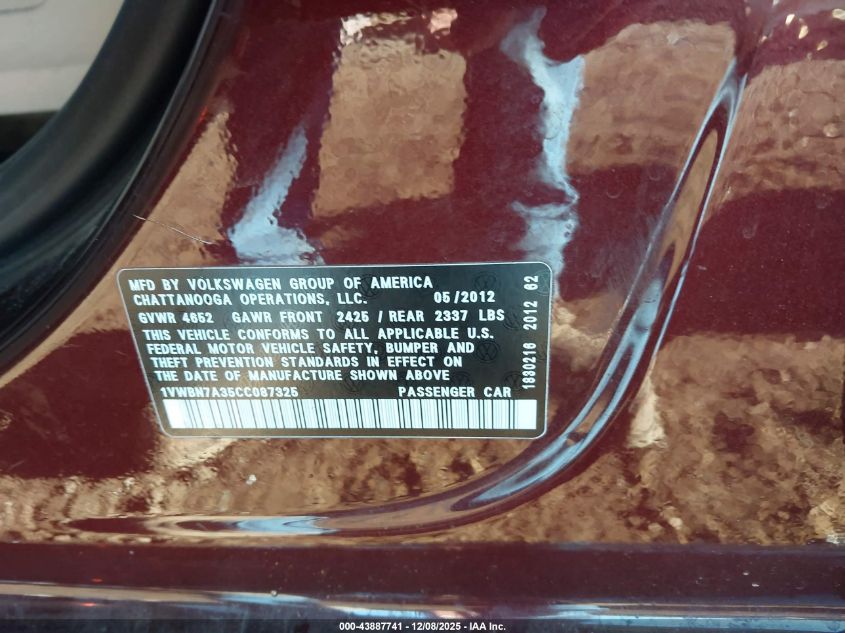 MFD BY VOLKSWAGEN GROUP OF AMERICA
CHATTANOOGA OPERATIONS, LLC. 05/2012
GVWR 4652 GAWR FRONT 2425 / REAR 2337 LBS
THIS VEHICLE CONFORMS TO ALL APPLICABLE U.S.
FEDERAL MOTOR VEHICLE SAFETY, BUMPER AND
THEFT PREVENTION STANDARDS IN EFFECT ON
THE DATE OF MANUFACTURE SHOWN ABOVE
1VWBN7A35CC087325 PASSENGER CAR
1830216 2012 62
000-43887741 - 12/08/2025 - IAA Inc.